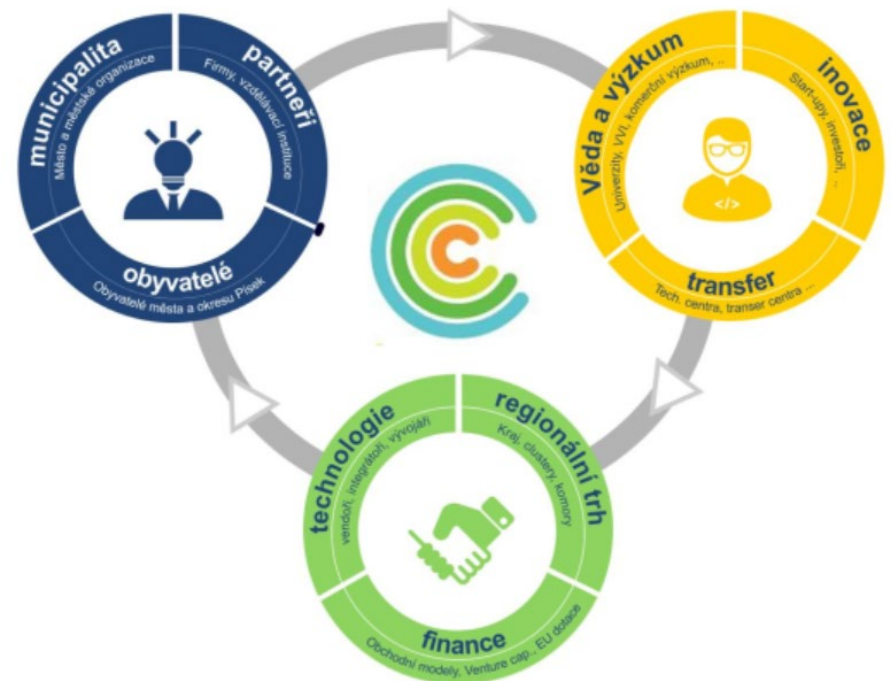 municipalita
Město a městské organizace
partneři
Firmy, vzdělávací instituce
obyvatelé
Obyvatelé města a okresu Písek
Věda a výzkum
Univerzity, VVI, komerční výzkum, ..
inovace
Start-upy, investoři, ..
transfer
Tech. centra, transer centra ...
</>
technologie
vendoři, integrátoři, vývojáři
regionální trh
Kraj, clustery, komory
finance
Obchodní modely, Venture cap., EU dotace